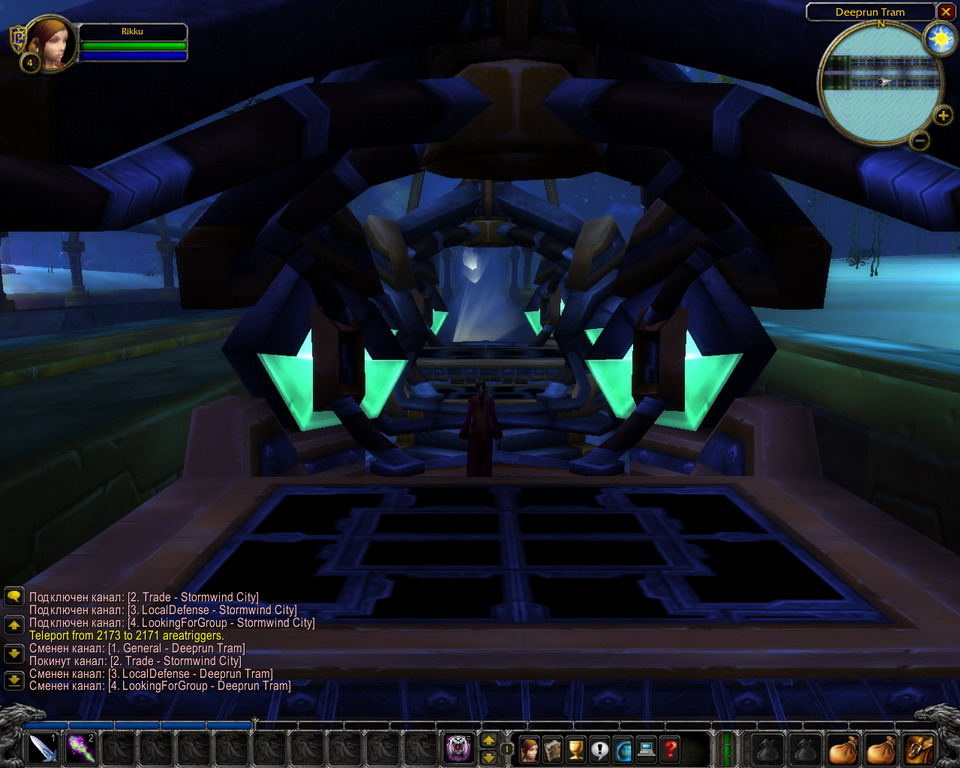 Rikku
4
Deeprun Tram
N
Подключен канал: [2. Trade - Stormwind City]
Подключен канал: [3. LocalDefense - Stormwind City]
Подключен канал: [4. LookingForGroup - Stormwind City]
Teleport from 2173 to 2171 areatriggers.
Сменен канал: [1. General - Deeprun Tram]
Покинут канал: [2. Trade - Stormwind City]
Сменен канал: [3. LocalDefense - Deeprun Tram]
Сменен канал: [4. LookingForGroup - Deeprun Tram]
1 2 1